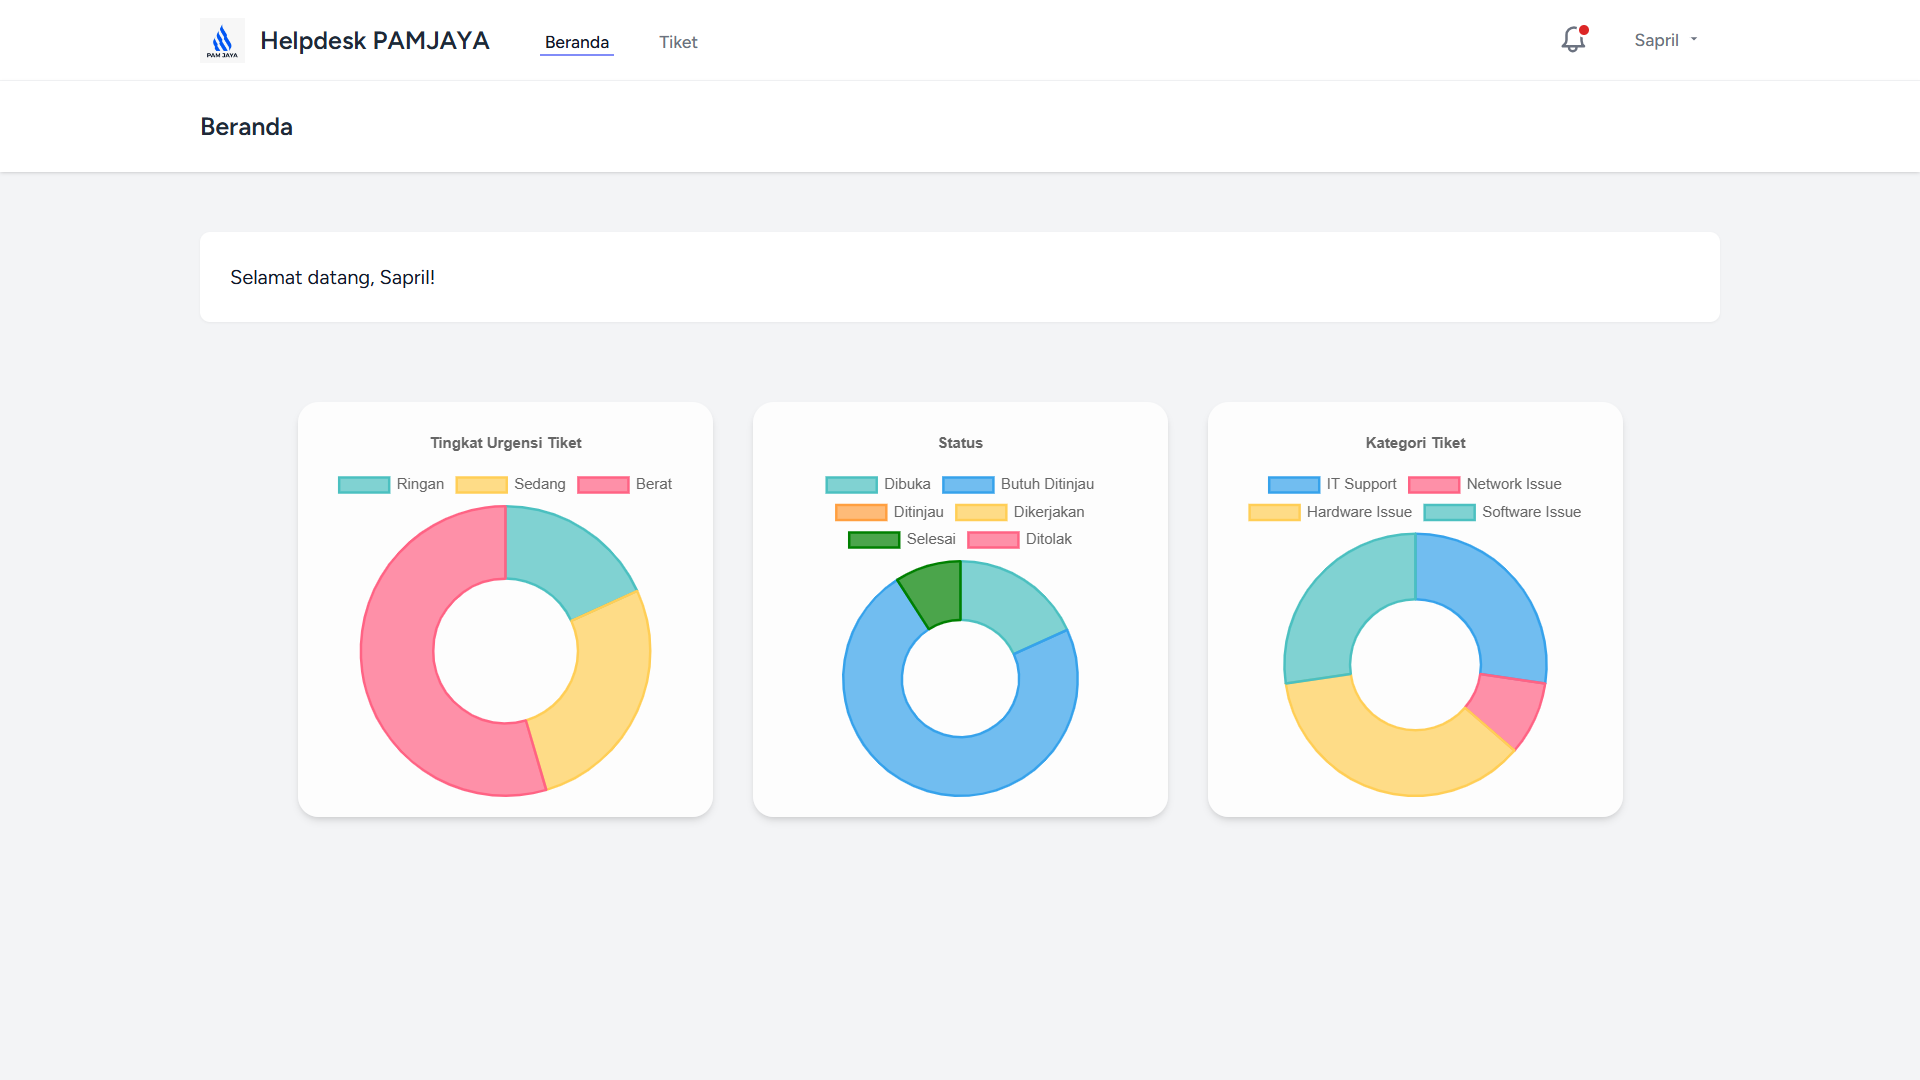 PAM JAYA
Helpdesk PAMJAYA
Beranda
Tiket
Sapril
Beranda
Selamat datang, Sapril!
Tingkat Urgensi Tiket
Ringan Sedang Berat
Status
Dibuka Butuh Ditinjau
Ditinjau Dikerjakan
Selesai Ditolak
Kategori Tiket
IT Support Network Issue
Hardware Issue Software Issue